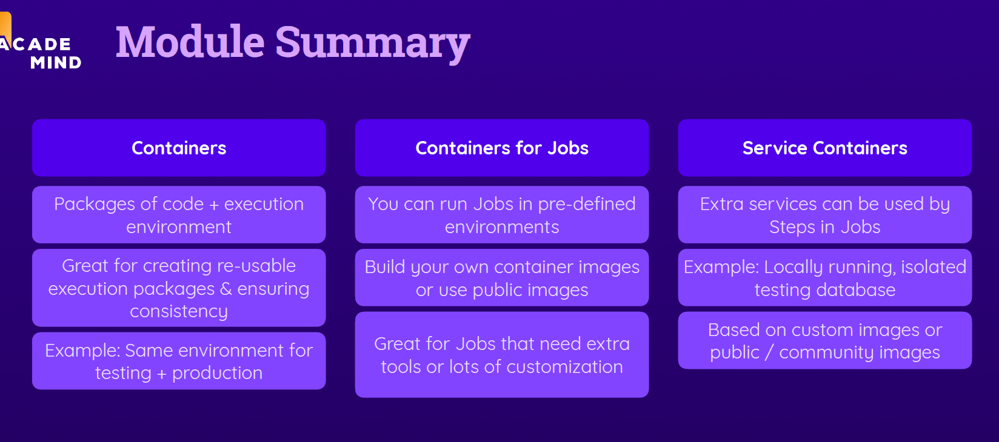 ACADE
MIND
Module Summary
Containers
Packages of code + execution
environment
Great for creating re-usable
execution packages & ensuring
consistency
Example: Same environment for
testing + production
Containers for Jobs
You can run Jobs in pre-defined
environments
Build your own container images
or use public images
Great for Jobs that need extra
tools or lots of customization
Service Containers
Extra services can be used by
Steps in Jobs
Example: Locally running, isolated
testing database
Based on custom images or
public / community images